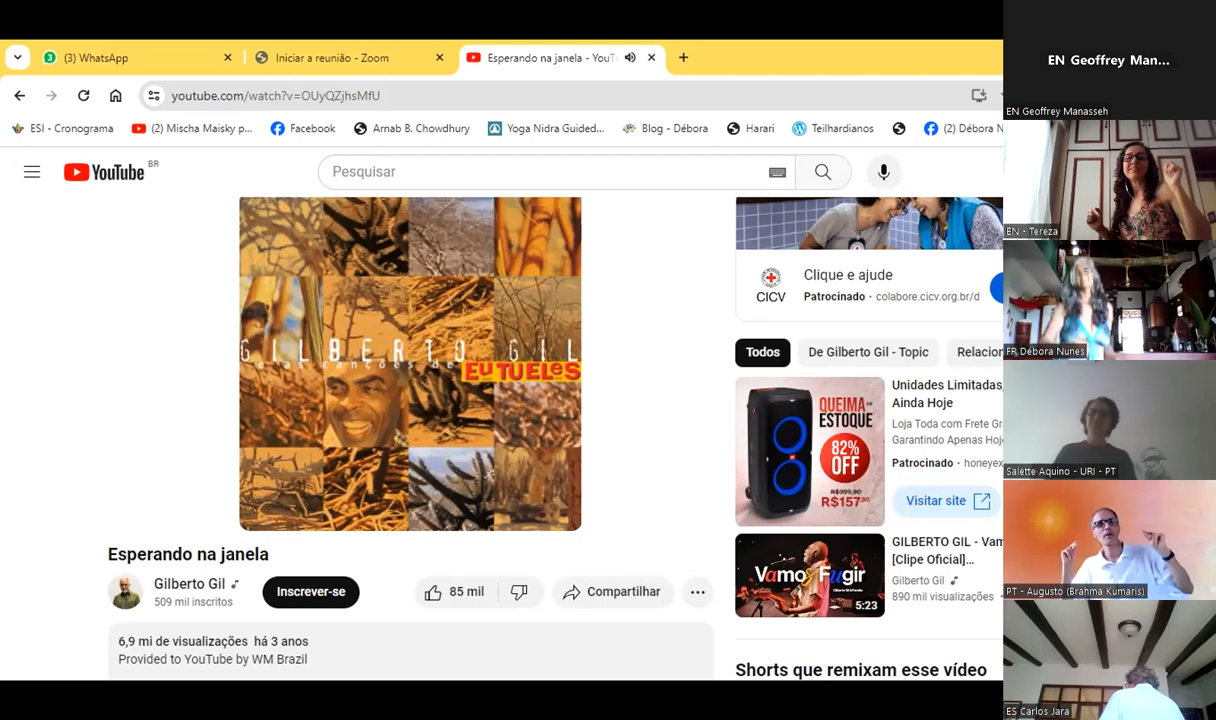 (3) WhatsApp
Iniciar a reunião - Zoom
Esperando na janela - YouT
youtube.com/watch?v=OUyQZjhsMfU
ESI - Cronograma
(2) Mischa Maisky p...
Facebook
Arnab B. Chowdhury
Yoga Nidra Guided...
Blog - Débora
Harari
Teilhardianos
(2) Débora N
YouTube
BR
Pesquisar
GILBERTO GIL
e as canções de
EU TU ELES
Esperando na janela
Gilberto Gil
509 mil inscritos
Inscrever-se
85 mil
Compartilhar
6,9 mi de visualizações há 3 anos
Provided to YouTube by WM Brazil
CICV
Clique e ajude
Patrocinado · colabore.cicv.org.br/d
Todos
De Gilberto Gil - Topic
Relacion
QUEIMA DE
ESTOQUE
82%
OFF
R$157,90
Unidades Limitadas,
Ainda Hoje
Loja Toda com Frete Gr
Garantindo Apenas Hoj
Patrocinado · honeyex
Visitar site
Vamos Fugir
5:23
GILBERTO GIL - Vam
[Clipe Oficial]...
Gilberto Gil
890 mil visualizações
Shorts que remixam esse vídeo
EN Geoffrey Man...
EN Geoffrey Manasseh
EN - Tereza
FR Débora Nunes
Salette Aquino - URI - PT
PT - Augusto (Brahma Kumaris)
ES Carlos Jara